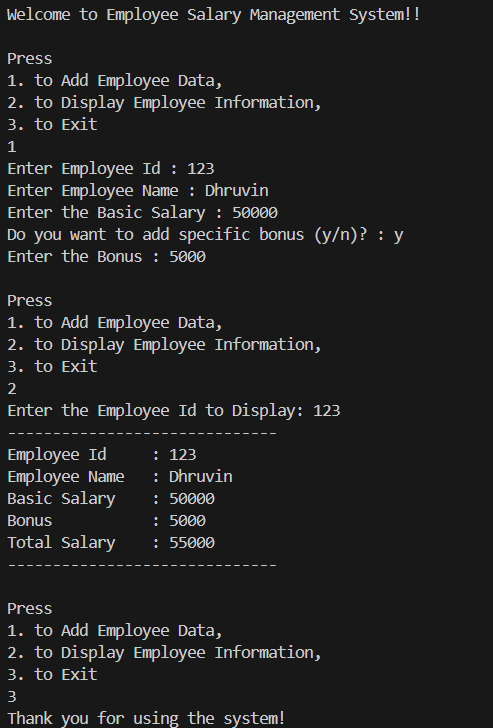 Welcome to Employee Salary Management System!!
Press
1. to Add Employee Data,
2. to Display Employee Information,
3. to Exit
1
Enter Employee Id : 123
Enter Employee Name : Dhruvin
Enter the Basic Salary : 50000
Do you want to add specific bonus (y/n)? : y
Enter the Bonus : 5000
Press
1. to Add Employee Data,
2. to Display Employee Information,
3. to Exit
2
Enter the Employee Id to Display: 123
------------------------------
Employee Id     : 123
Employee Name   : Dhruvin
Basic Salary    : 50000
Bonus           : 5000
Total Salary    : 55000
------------------------------
Press
1. to Add Employee Data,
2. to Display Employee Information,
3. to Exit
3
Thank you for using the system!